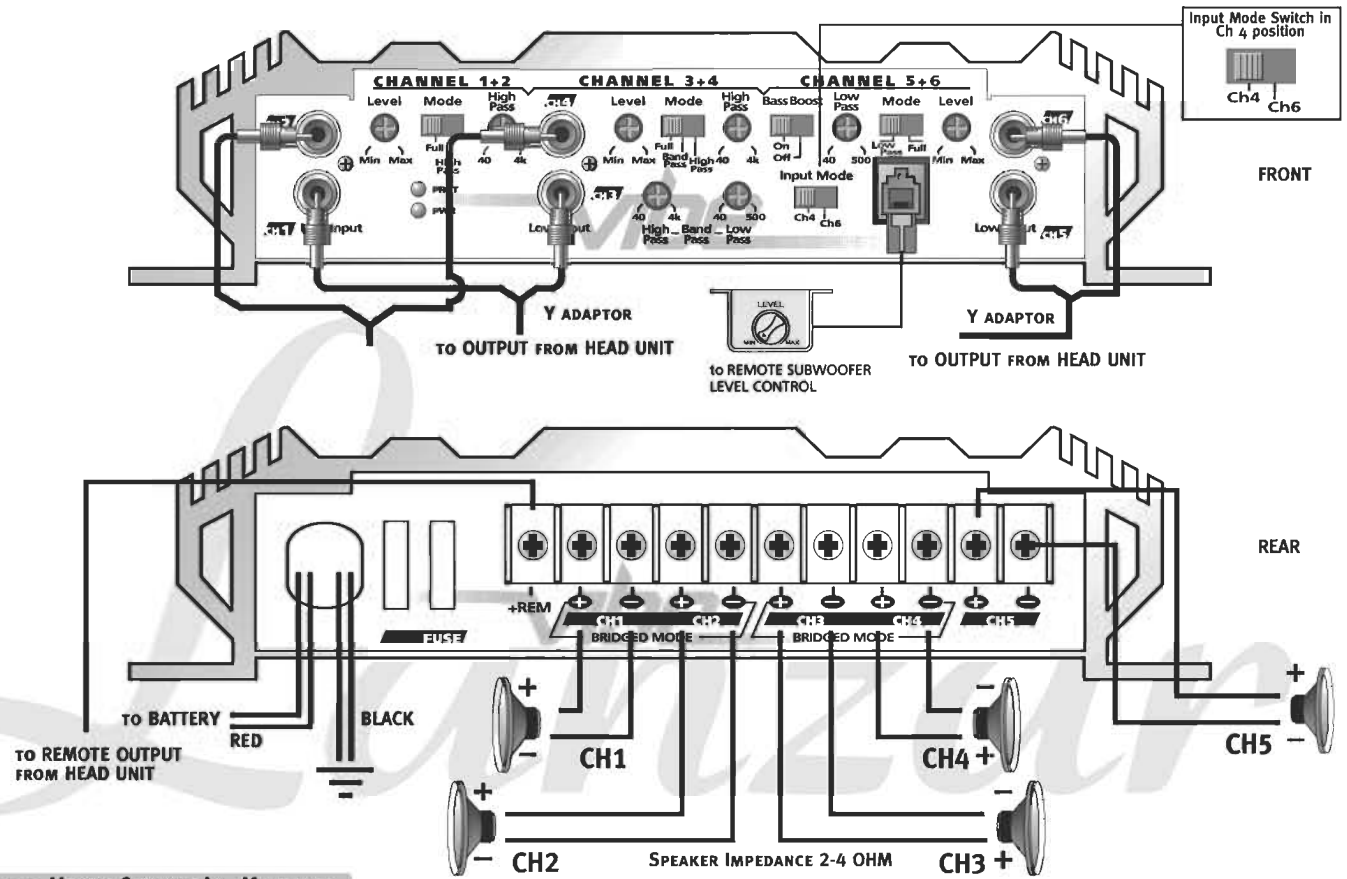 Input Mode Switch in
Ch 4 position
Ch4
Ch6
CHANNEL 1+2
CHANNEL 3+4
CHANNEL 5+6
Level
Mode
High
Pass
CH4
Level
Mode
High
Pass
Bass Boost
Low
Pass
Mode
Level
CH6
Min
Max
Full
High
Pass
40
4k
Min
Max
Full
Band
Pass
High
Pass
40
4k
On
Off
40
500
Low
Pass
Full
Min
Max
FRONT
PWR
Input Mode
CH1
CH3
40
4k
40
500
Ch4
Ch6
CH5
High
Pass
Band
Low
Pass
vibe
LEVEL
MIN
MAX
Y ADAPTOR
TO OUTPUT FROM HEAD UNIT
to REMOTE SUBWOOFER
LEVEL CONTROL
Y ADAPTOR
TO OUTPUT FROM HEAD UNIT
REAR
+REM
FUSE
CH1
CH2
BRIDGED MODE
CH3
CH4
BRIDGED MODE
CH5
vibe
TO BATTERY
RED
BLACK
TO REMOTE OUTPUT
FROM HEAD UNIT
+
-
CH1
+
-
CH2
SPEAKER IMPEDANCE 2-4 OHM
-
CH4 +
-
CH3 +
+
-
CH5
Lanzar